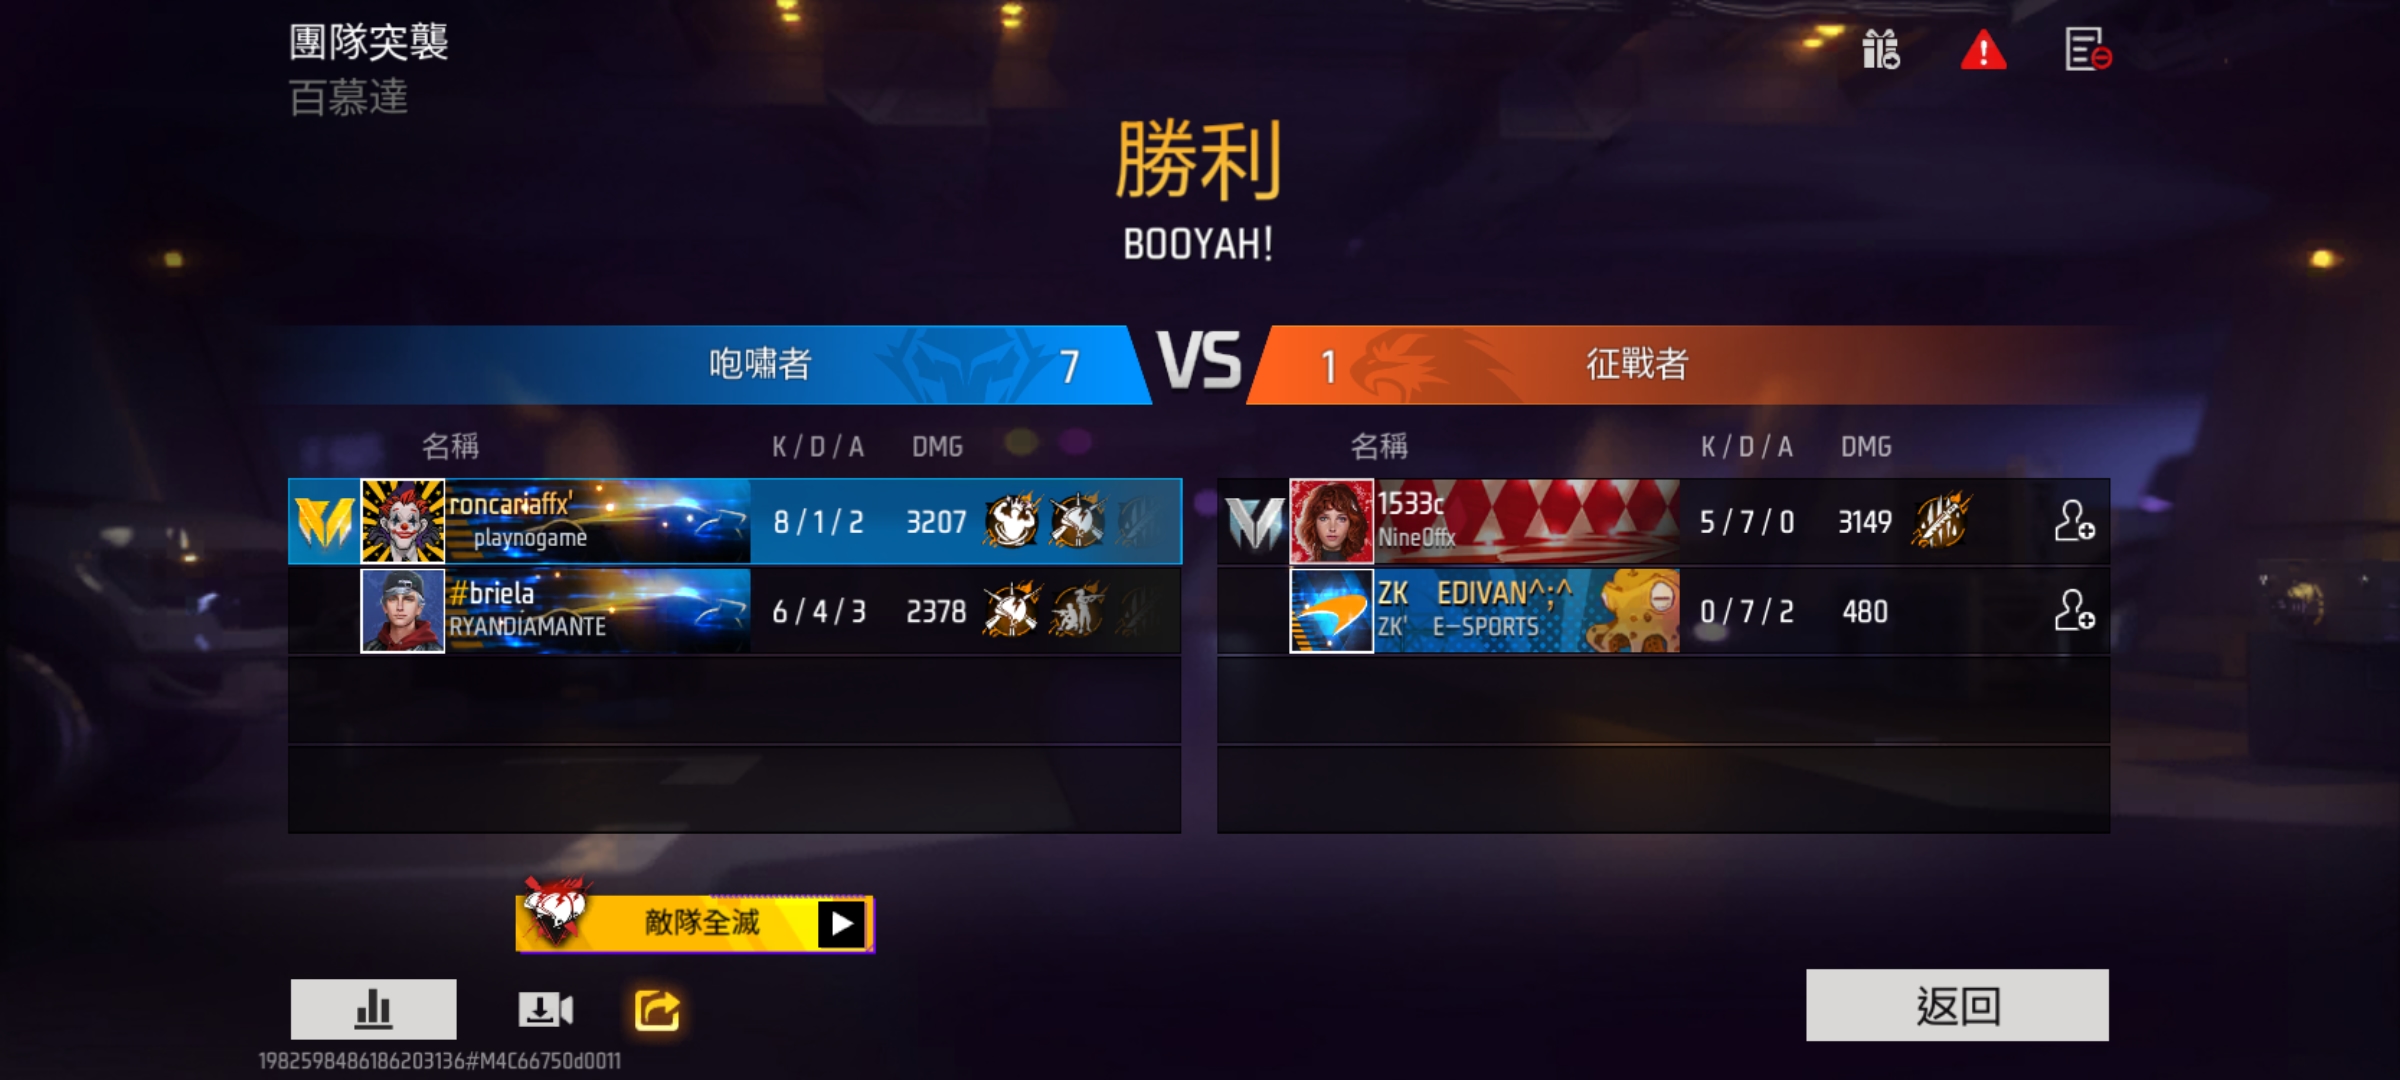 團隊突襲
百慕達
勝利
BOOYAH!
咆嘯者 7 VS 1 征戰者
名稱 K / D / A DMG
roncariaffx' 8 / 1 / 2 3207
playnogame
#briela 6 / 4 / 3 2378
RYANDIAMANTE
名稱 K / D / A DMG
1533c 5 / 7 / 0 3149
NineOffx
ZK EDIVAN^;^ 0 / 7 / 2 480
ZK' E-SPORTS
敵隊全滅
返回
1982598486186203136#M4C66750d0011